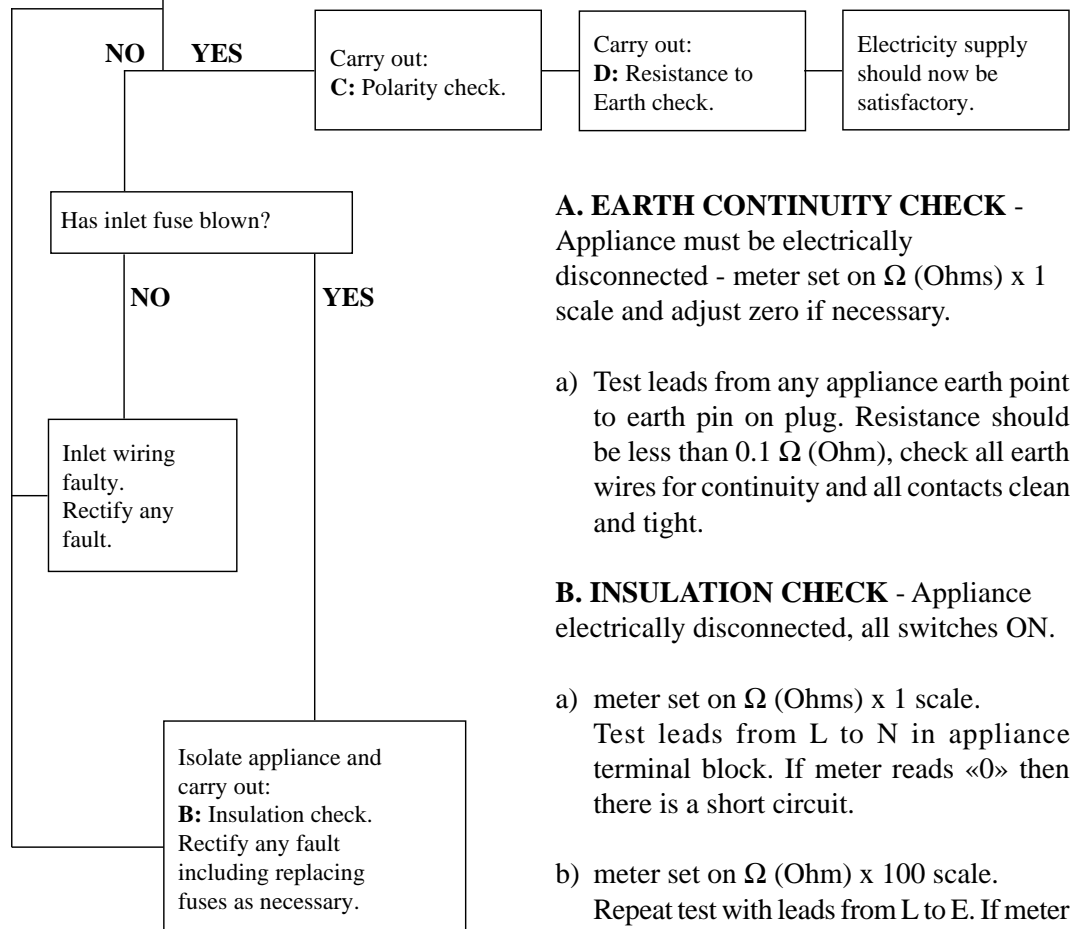 NO YES
Carry out:
C: Polarity check.
Carry out:
D: Resistance to
Earth check.
Electricity supply
should now be
satisfactory.
Has inlet fuse blown?
NO
YES
Inlet wiring
faulty.
Rectify any
fault.
Isolate appliance and
carry out:
B: Insulation check.
Rectify any fault
including replacing
fuses as necessary.
A. EARTH CONTINUITY CHECK -
Appliance must be electrically
disconnected - meter set on Ω (Ohms) x 1
scale and adjust zero if necessary.
a) Test leads from any appliance earth point
to earth pin on plug. Resistance should
be less than 0.1 Ω (Ohm), check all earth
wires for continuity and all contacts clean
and tight.
B. INSULATION CHECK - Appliance
electrically disconnected, all switches ON.
a) meter set on Ω (Ohms) x 1 scale.
Test leads from L to N in appliance
terminal block. If meter reads «0» then
there is a short circuit.
b) meter set on Ω (Ohm) x 100 scale.
Repeat test with leads from L to E. If meter